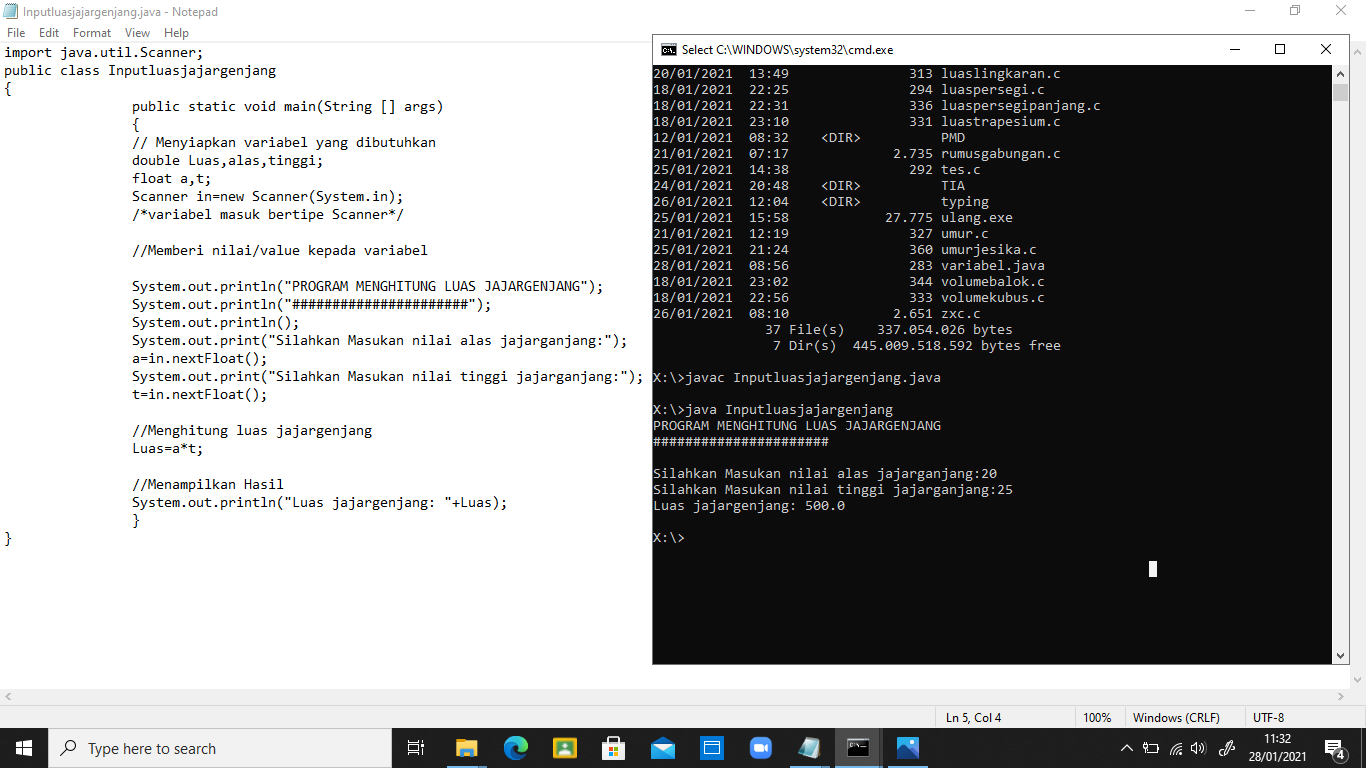 Inputluasjajargenjang.java - Notepad
File Edit Format View Help
import java.util.Scanner;
public class Inputluasjajargenjang
{
public static void main(String [] args)
{
// Menyiapkan variabel yang dibutuhkan
double Luas,alas,tinggi;
float a,t;
Scanner in=new Scanner(System.in);
/*variabel masuk bertipe Scanner*/
//Memberi nilai/value kepada variabel
System.out.println("PROGRAM MENGHITUNG LUAS JAJARGENJANG");
System.out.println("######################");
System.out.println();
System.out.print("Silahkan Masukan nilai alas jajarganjang:");
a=in.nextFloat();
System.out.print("Silahkan Masukan nilai tinggi jajarganjang:");
t=in.nextFloat();
//Menghitung luas jajargenjang
Luas=a*t;
//Menampilkan Hasil
System.out.println("Luas jajargenjang: "+Luas);
}
}
Select C:\WINDOWS\system32\cmd.exe
20/01/2021 13:49 313 luaslingkaran.c
18/01/2021 22:25 294 luaspersegi.c
18/01/2021 22:31 336 luaspersegipanjang.c
18/01/2021 23:10 331 luastrapesium.c
12/01/2021 08:32 <DIR> PMD
21/01/2021 07:17 2.735 rumusgabungan.c
25/01/2021 14:38 292 tes.c
24/01/2021 20:48 <DIR> TIA
26/01/2021 12:04 <DIR> typing
25/01/2021 15:58 27.775 ulang.exe
21/01/2021 12:19 327 umur.c
25/01/2021 21:24 360 umurjesika.c
28/01/2021 08:56 283 variabel.java
18/01/2021 23:02 344 volumebalok.c
18/01/2021 22:56 333 volumekubus.c
26/01/2021 08:10 2.651 zxc.c
37 File(s) 337.054.026 bytes
7 Dir(s) 445.009.518.592 bytes free
X:\>javac Inputluasjajargenjang.java
X:\>java Inputluasjajargenjang
PROGRAM MENGHITUNG LUAS JAJARGENJANG
######################
Silahkan Masukan nilai alas jajarganjang:20
Silahkan Masukan nilai tinggi jajarganjang:25
Luas jajargenjang: 500.0
X:\>
Ln 5, Col 4 100% Windows (CRLF) UTF-8
Type here to search
11:32
28/01/2021
4